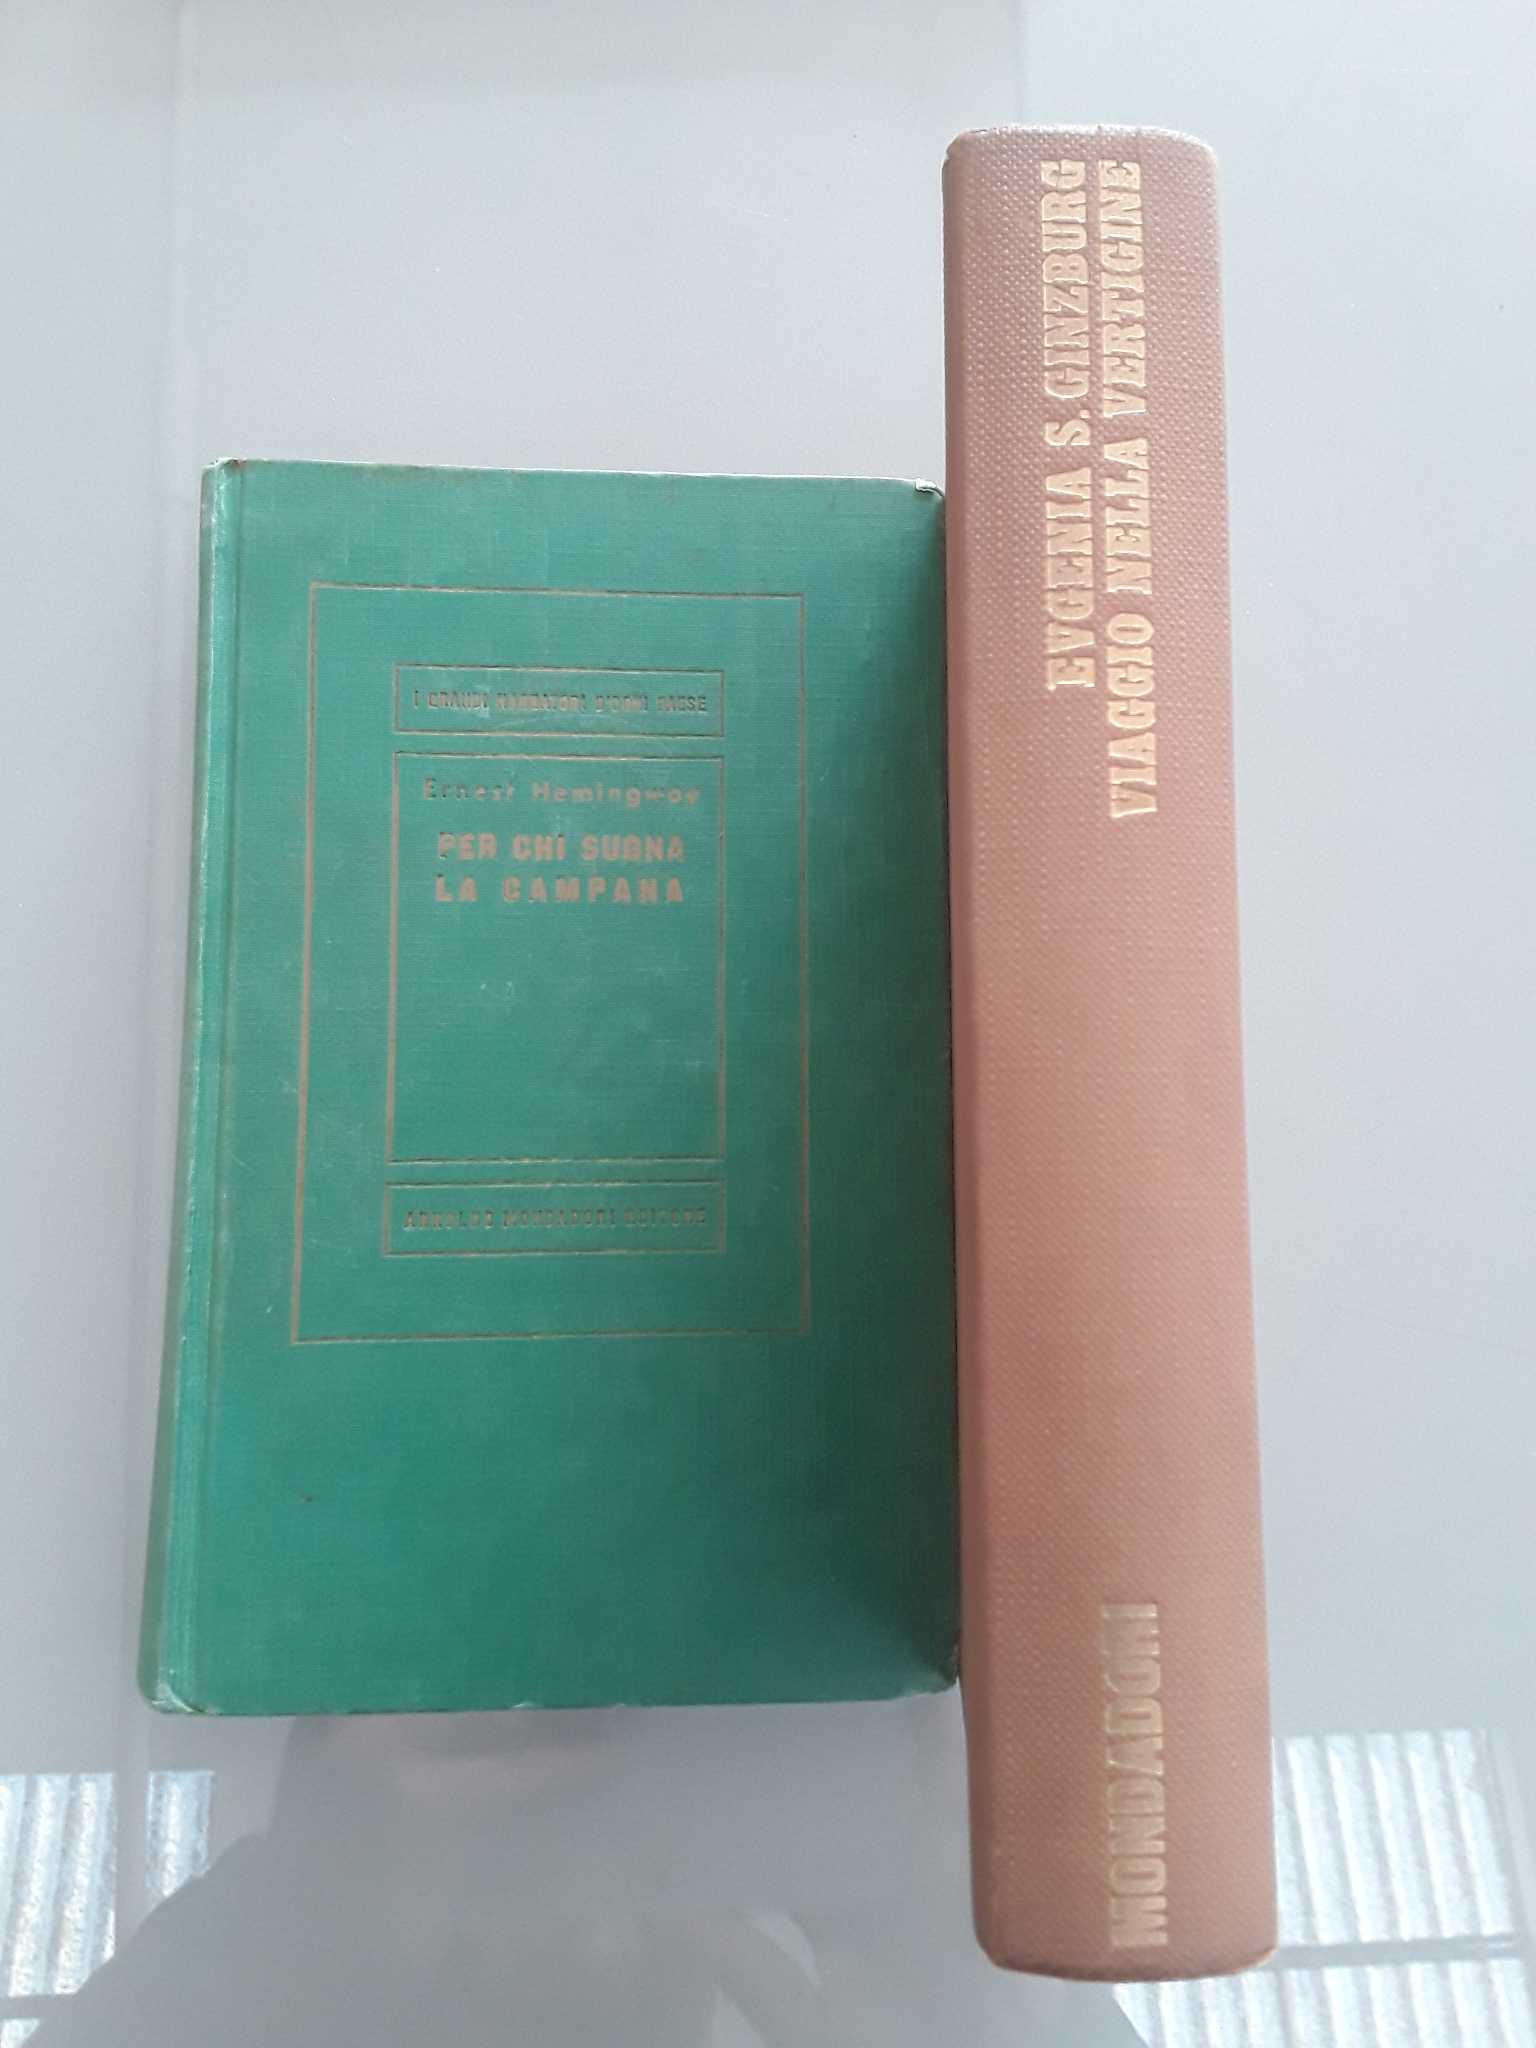 I GRANDI NARRATORI D'OGNI PAESE
Ernest Hemingway
PER CHI SUONA
LA CAMPANA
ARNOLDO MONDADORI EDITORE
EVGENIA S. GINZBURG
VIAGGIO NELLA VERTIGINE
MONDADORI